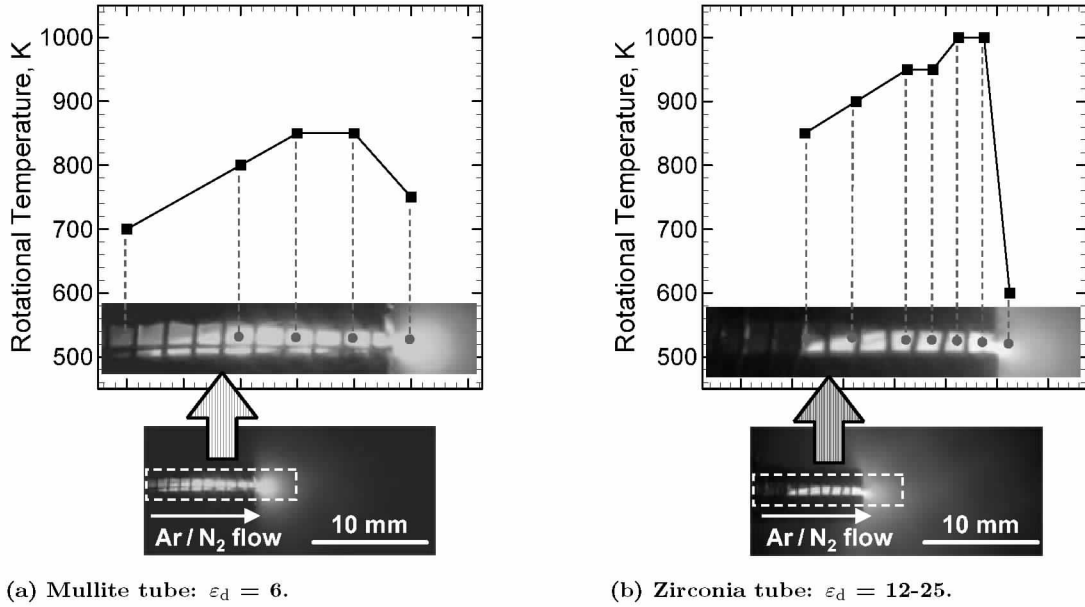 Rotational Temperature, K
1000
900
800
700
600
500
Ar / N₂ flow
10 mm
(a) Mullite tube: εd = 6.
Rotational Temperature, K
1000
900
800
700
600
500
Ar / N₂ flow
10 mm
(b) Zirconia tube: εd = 12-25.